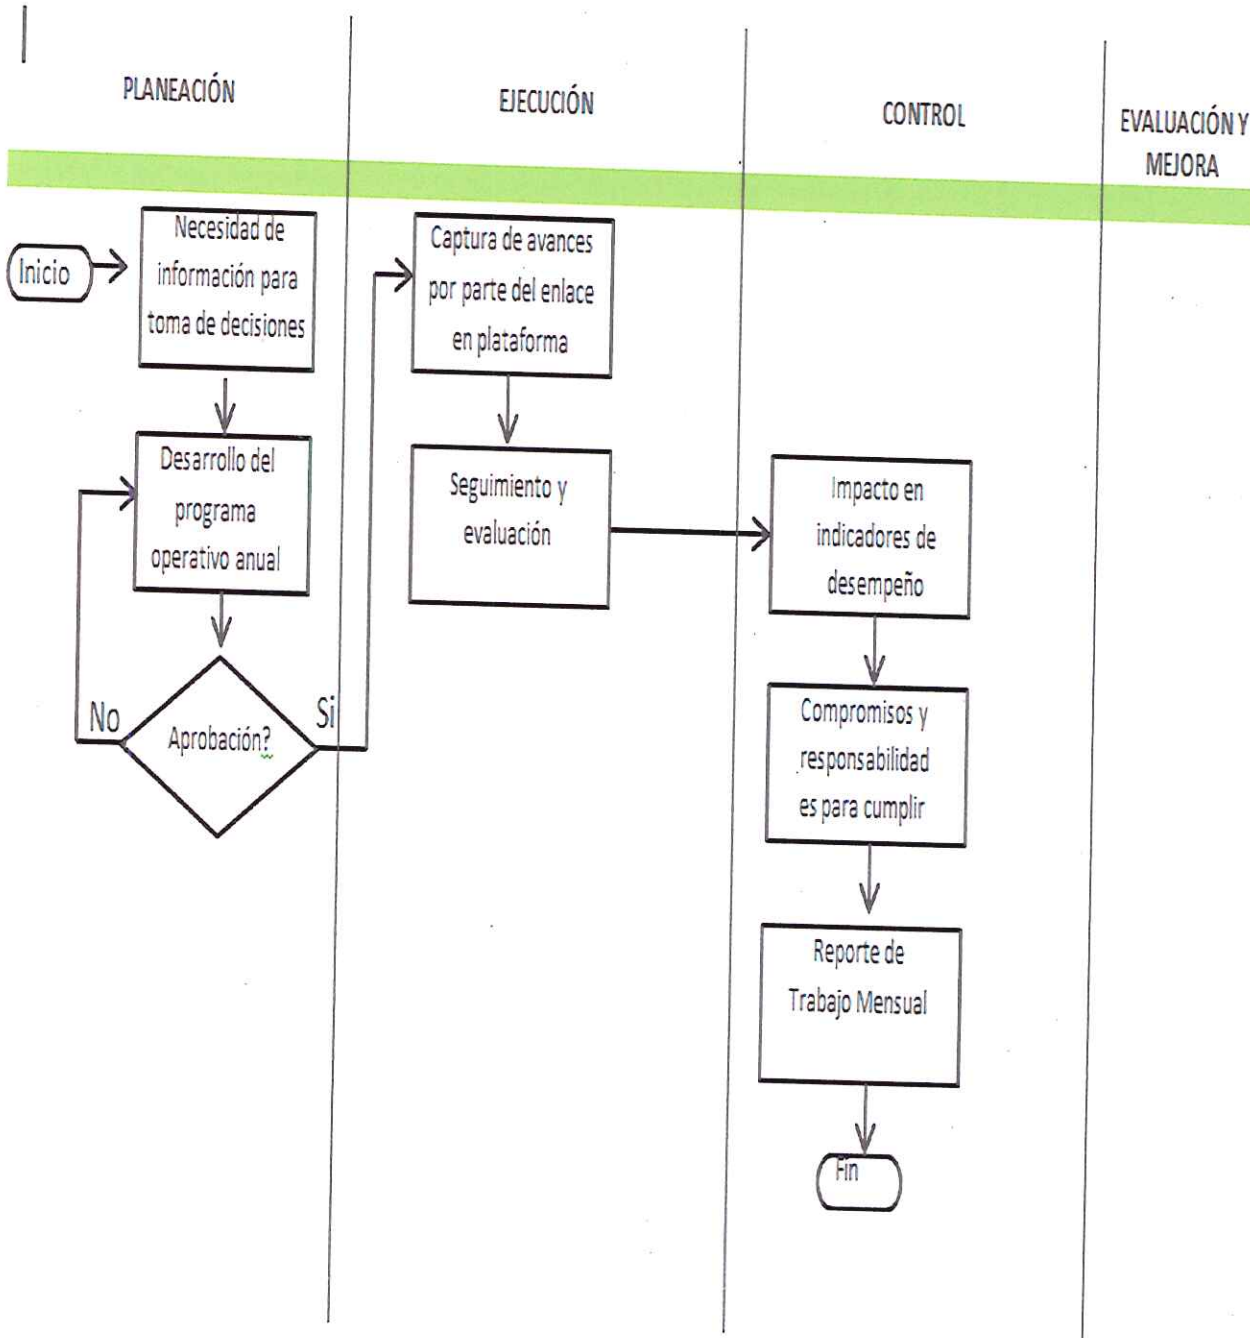 PLANEACIÓN
EJECUCIÓN
CONTROL
EVALUACIÓN Y
MEJORA
Inicio
Necesidad de
información para
toma de decisiones
Desarrollo del
programa
operativo anual
No
Aprobación?
Si
Captura de avances
por parte del enlace
en plataforma
Seguimiento y
evaluación
Impacto en
indicadores de
desempeño
Compromisos y
responsabilidad
es para cumplir
Reporte de
Trabajo Mensual
Fin